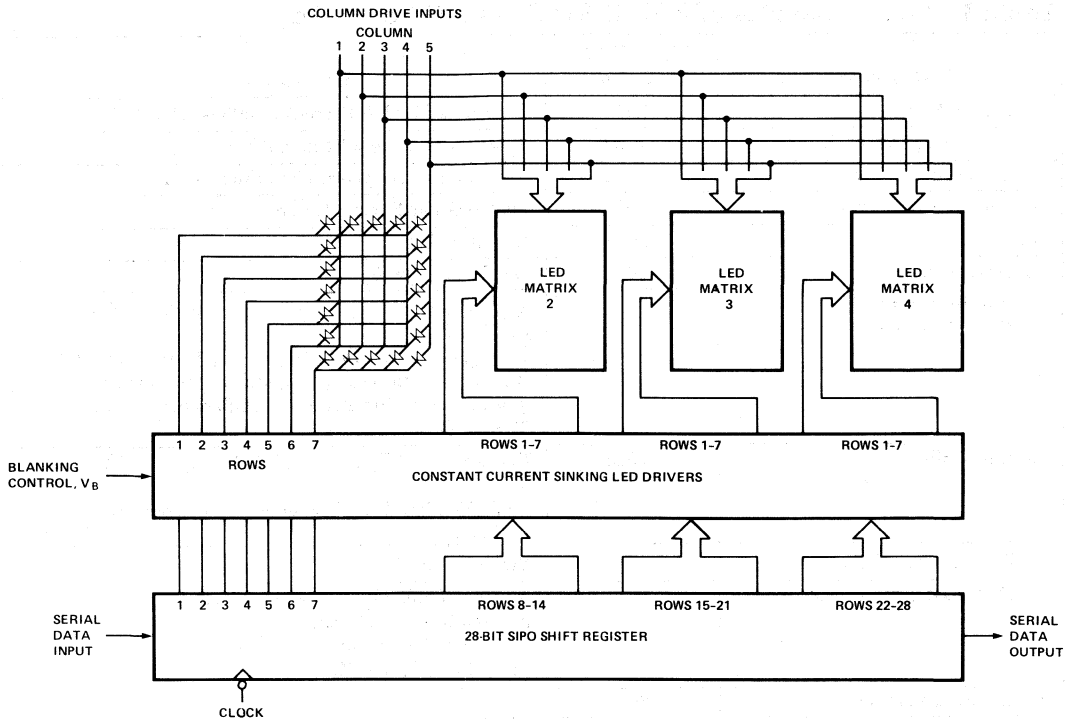 COLUMN DRIVE INPUTS
COLUMN
1 2 3 4 5
LED
MATRIX
2
LED
MATRIX
3
LED
MATRIX
4
1 2 3 4 5 6 7
ROWS
ROWS 1-7
ROWS 1-7
ROWS 1-7
BLANKING
CONTROL, VB
CONSTANT CURRENT SINKING LED DRIVERS
1 2 3 4 5 6 7
ROWS 8-14
ROWS 15-21
ROWS 22-28
SERIAL
DATA
INPUT
28-BIT SIPO SHIFT REGISTER
SERIAL
DATA
OUTPUT
CLOCK